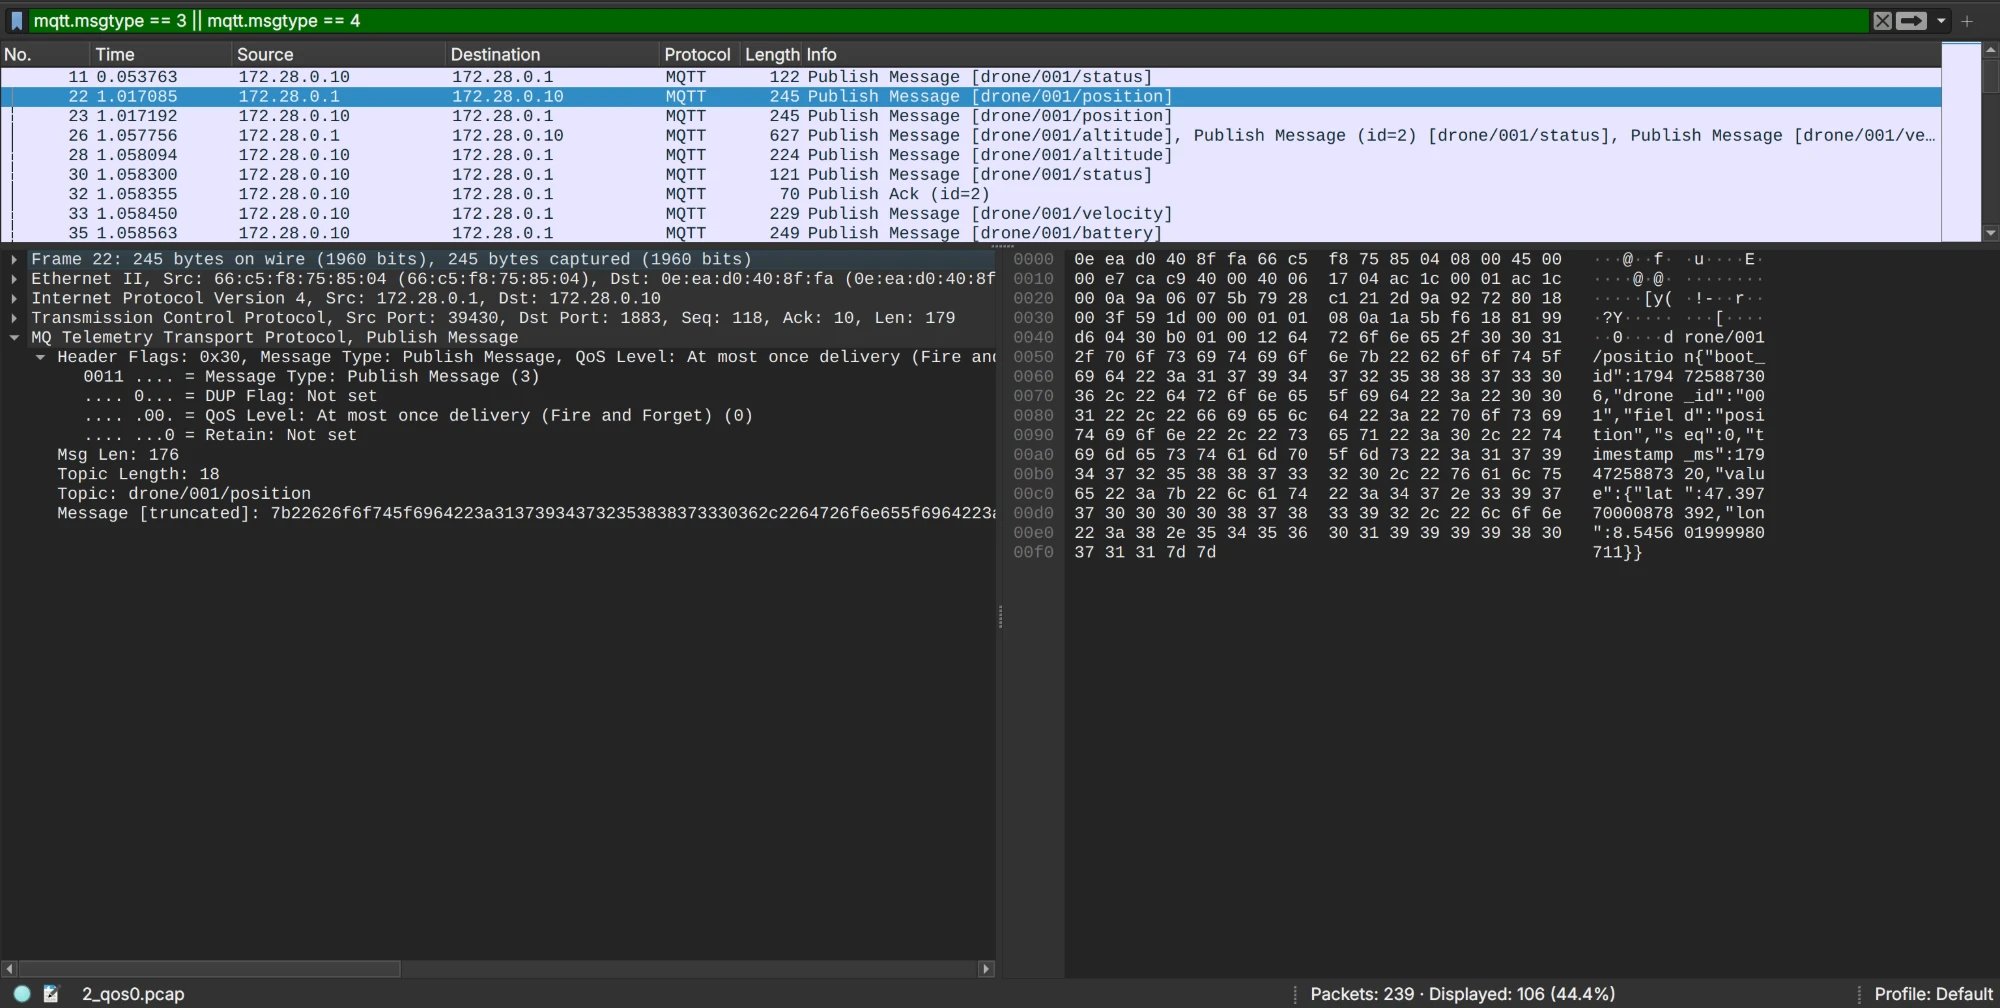 mqtt.msgtype == 3 || mqtt.msgtype == 4
No. Time Source Destination Protocol Length Info
11 0.053763 172.28.0.10 172.28.0.1 MQTT 122 Publish Message [drone/001/status]
22 1.017085 172.28.0.1 172.28.0.10 MQTT 245 Publish Message [drone/001/position]
23 1.017192 172.28.0.10 172.28.0.1 MQTT 245 Publish Message [drone/001/position]
26 1.057756 172.28.0.1 172.28.0.10 MQTT 627 Publish Message [drone/001/altitude], Publish Message (id=2) [drone/001/status], Publish Message [drone/001/ve…
28 1.058094 172.28.0.10 172.28.0.1 MQTT 224 Publish Message [drone/001/altitude]
30 1.058300 172.28.0.10 172.28.0.1 MQTT 121 Publish Message [drone/001/status]
32 1.058355 172.28.0.10 172.28.0.1 MQTT 70 Publish Ack (id=2)
33 1.058450 172.28.0.10 172.28.0.1 MQTT 229 Publish Message [drone/001/velocity]
35 1.058563 172.28.0.10 172.28.0.1 MQTT 249 Publish Message [drone/001/battery]
Frame 22: 245 bytes on wire (1960 bits), 245 bytes captured (1960 bits)
Ethernet II, Src: 66:c5:f8:75:85:04 (66:c5:f8:75:85:04), Dst: 0e:ea:d0:40:8f:fa (0e:ea:d0:40:8f
Internet Protocol Version 4, Src: 172.28.0.1, Dst: 172.28.0.10
Transmission Control Protocol, Src Port: 39430, Dst Port: 1883, Seq: 118, Ack: 10, Len: 179
MQ Telemetry Transport Protocol, Publish Message
Header Flags: 0x30, Message Type: Publish Message, QoS Level: At most once delivery (Fire and
0011 .... = Message Type: Publish Message (3)
.... 0... = DUP Flag: Not set
.... .00. = QoS Level: At most once delivery (Fire and Forget) (0)
.... ...0 = Retain: Not set
Msg Len: 176
Topic Length: 18
Topic: drone/001/position
Message [truncated]: 7b22626f6f745f6964223a313739343732353838373330362c2264726f6e655f6964223a
0000 0e ea d0 40 8f fa 66 c5 f8 75 85 04 08 00 45 00 ···@··f· ·u····E·
0010 00 e7 ca c9 40 00 40 06 17 04 ac 1c 00 01 ac 1c ····@·@· ········
0020 00 0a 9a 06 07 5b 79 28 c1 21 2d 9a 92 72 80 18 ·····[y( ·!-··r··
0030 00 3f 59 1d 00 00 01 01 08 0a 1a 5b f6 18 81 99 ·?Y····· ···[····
0040 d6 04 30 b0 01 00 12 64 72 6f 6e 65 2f 30 30 31 ··0····d rone/001
0050 2f 70 6f 73 69 74 69 6f 6e 7b 22 62 6f 6f 74 5f /positio n{"boot_
0060 69 64 22 3a 31 37 39 34 37 32 35 38 38 37 33 30 id":1794 72588730
0070 36 2c 22 64 72 6f 6e 65 5f 69 64 22 3a 22 30 30 6,"drone _id":"00
0080 31 22 2c 22 66 69 65 6c 64 22 3a 22 70 6f 73 69 1","fiel d":"posi
0090 74 69 6f 6e 22 2c 22 73 65 71 22 3a 30 2c 22 74 tion","s eq":0,"t
00a0 69 6d 65 73 74 61 6d 70 5f 6d 73 22 3a 31 37 39 imestamp _ms":179
00b0 34 37 32 35 38 38 37 33 32 30 2c 22 76 61 6c 75 47258873 20,"valu
00c0 65 22 3a 7b 22 6c 61 74 22 3a 34 37 2e 33 39 37 e":{"lat ":47.397
00d0 37 30 30 30 30 38 37 38 33 39 32 2c 22 6c 6f 6e 70000878 392,"lon
00e0 22 3a 38 2e 35 34 35 36 30 31 39 39 39 39 38 30 ":8.5456 01999980
00f0 37 31 31 7d 7d 711}}
2_qos0.pcap
Packets: 239 · Displayed: 106 (44.4%)
Profile: Default